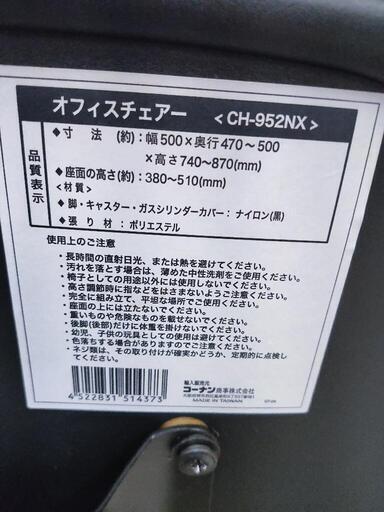 オフィスチェアー <CH-952NX>
品質表示
◆寸 法 (約):幅500×奥行470～500
×高さ740～870(mm)
◆座面の高さ(約):380～510(mm)
<材質>
◆脚・キャスター・ガスシリンダーカバー:ナイロン(黒)
◆張り材:ポリエステル
使用上のご注意
・長時間の直射日光、または熱を避けてください。
・汚れを落とす場合は、薄めた中性洗剤をご使用ください。
・椅子としての用途以外には使用しないでください。
・高さ調節時に指などをはさまないようご注意ください。
・完全に組み立て、平坦な場所でご使用ください。
・座面の上には立たないでください。
・重いものや危険なものを載せないでください。
・後脚(後部)だけに体重を掛けないでください。
・幼児、子供の玩具としての使用はお避けください。
・色落ちする場合がありますのでご注意ください。
・ネジ類は、その取り付けが確実かどうか、定期的に点検し
てください。
輸入販売元
コーナン商事株式会社
MADE IN TAIWAN
4 522831 514373